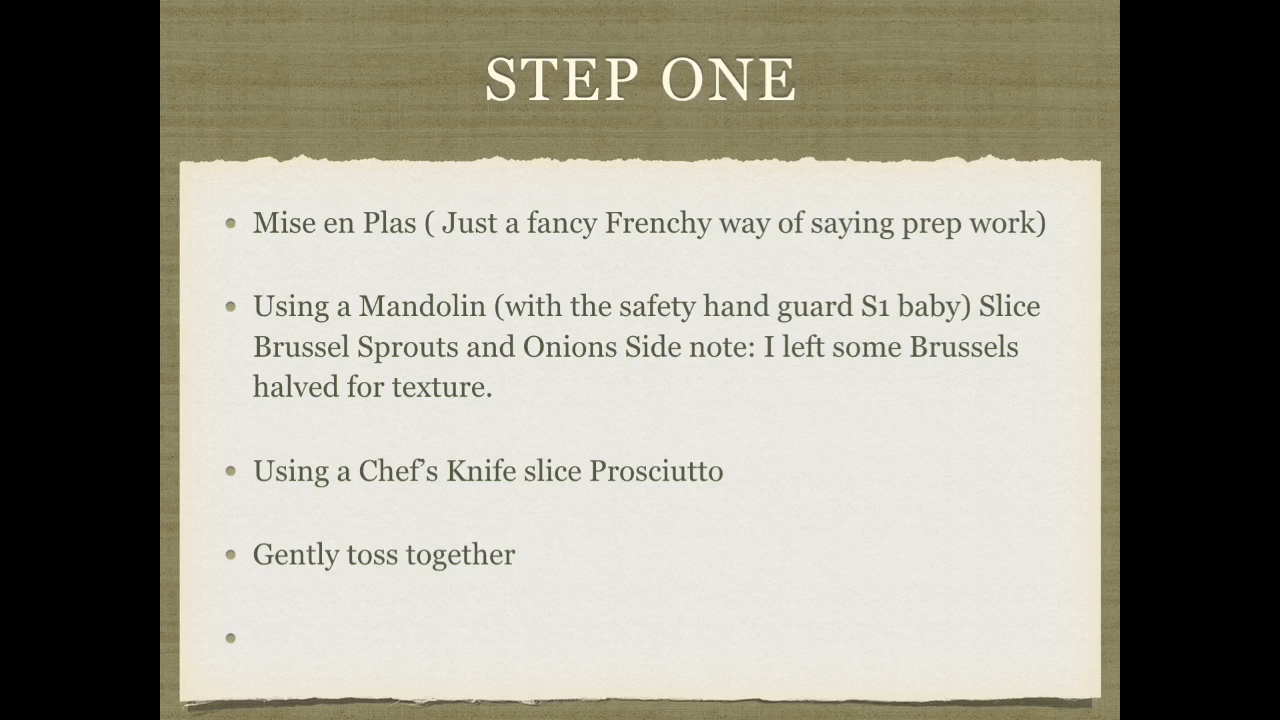 STEP ONE
Mise en Plas ( Just a fancy Frenchy way of saying prep work)
Using a Mandolin (with the safety hand guard S1 baby) Slice
Brussel Sprouts and Onions Side note: I left some Brussels
halved for texture.
Using a Chef’s Knife slice Prosciutto
Gently toss together